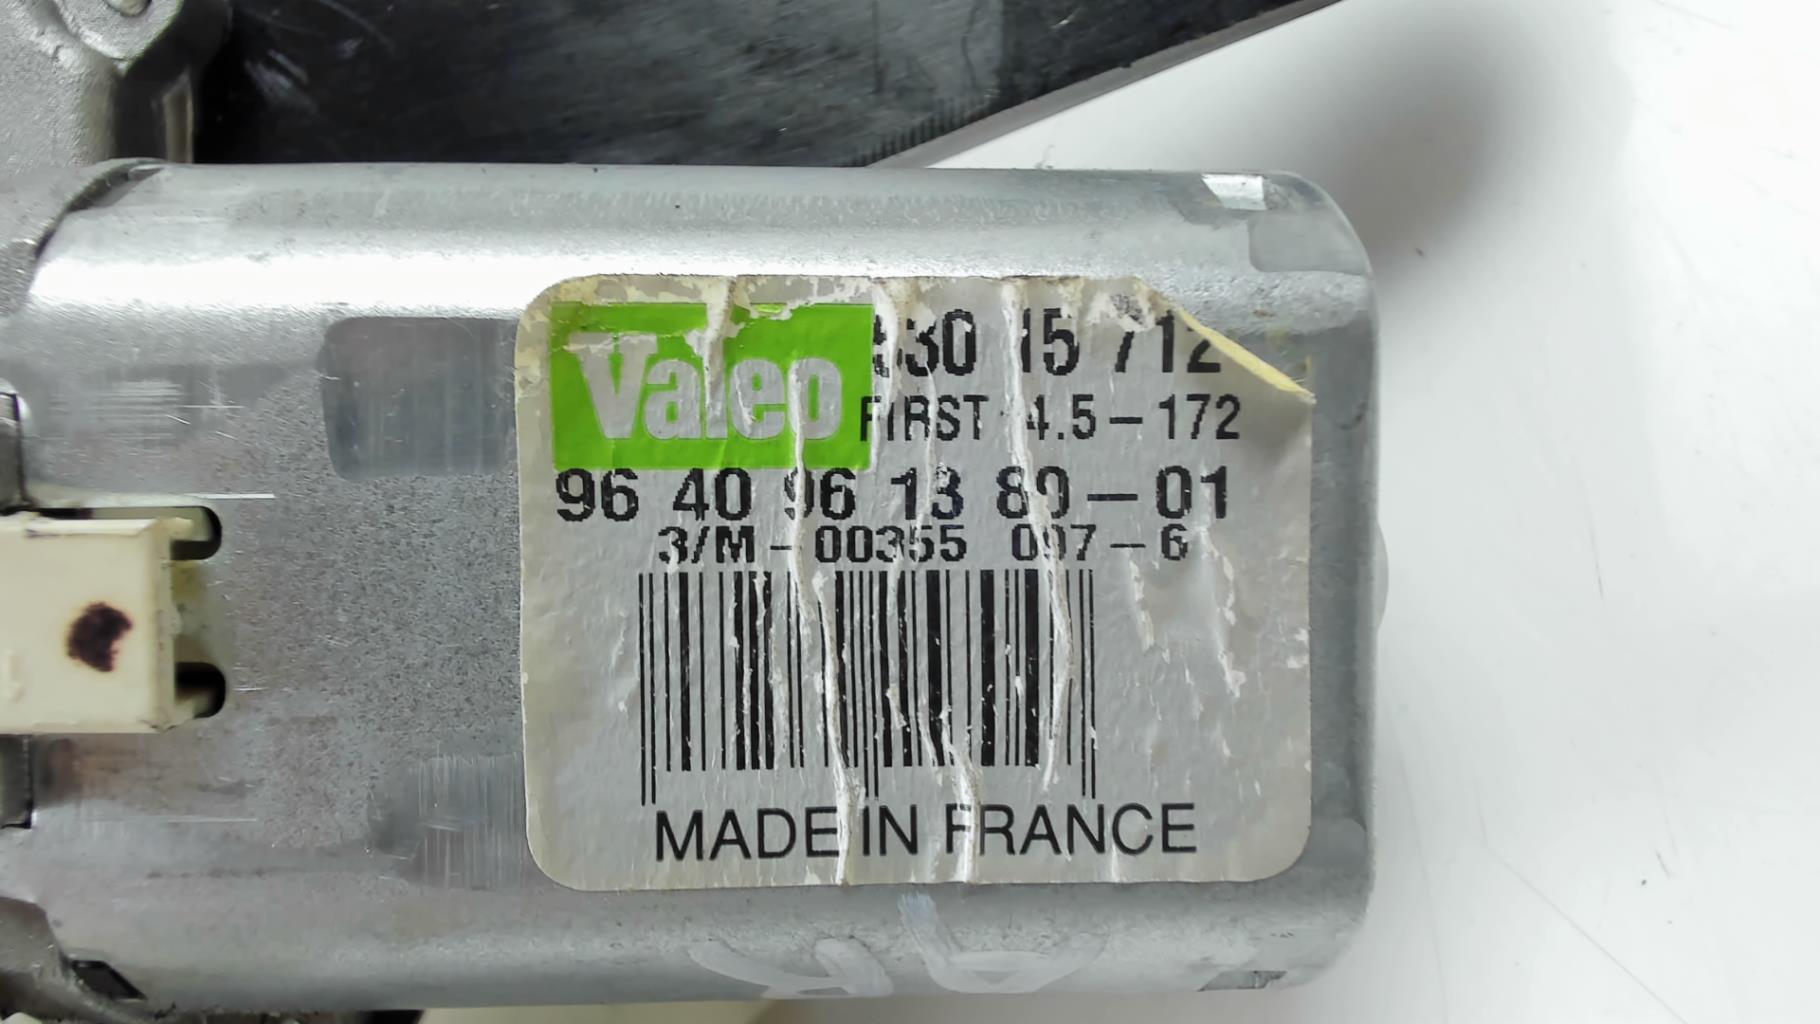 Valeo
530 15 712
FIRST 4.5-172
96 40 96 13 80-01
3/M-00355 007-6
MADE IN FRANCE